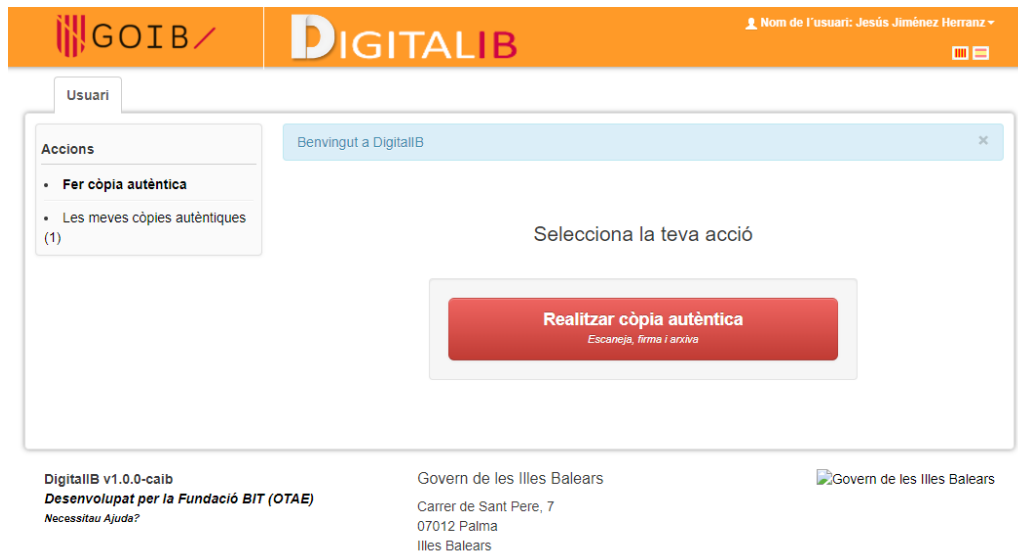 GOIB/
DIGITALIB
Nom de l`usuari: Jesús Jiménez Herranz
Usuari
Accions
• Fer còpia autèntica
• Les meves còpies autèntiques
(1)
Benvingut a DigitalIB
×
Selecciona la teva acció
Realitzar còpia autèntica
Escaneja, firma i arxiva
DigitalIB v1.0.0-caib
Desenvolupat per la Fundació BIT (OTAE)
Necessitau Ajuda?
Govern de les Illes Balears
Carrer de Sant Pere, 7
07012 Palma
Illes Balears
Govern de les Illes Balears